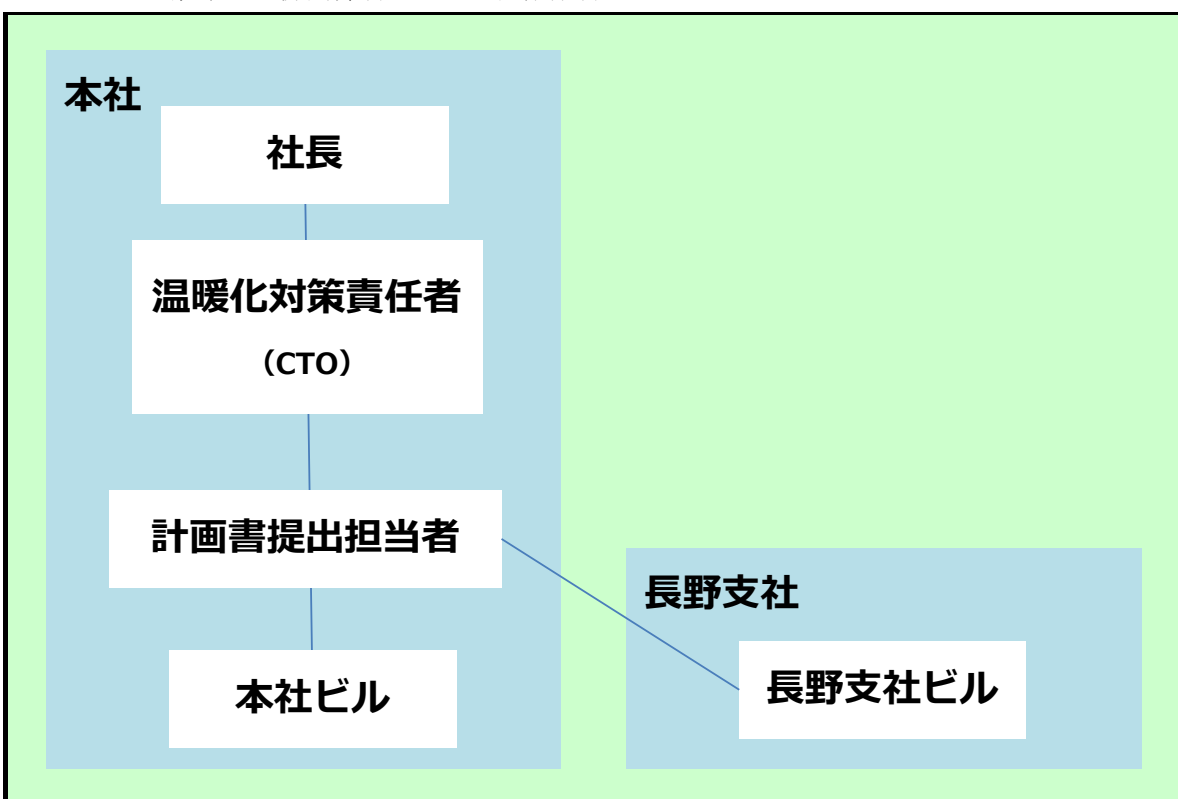 本社
社長
温暖化対策責任者
（CTO）
計画書提出担当者
本社ビル
長野支社
長野支社ビル